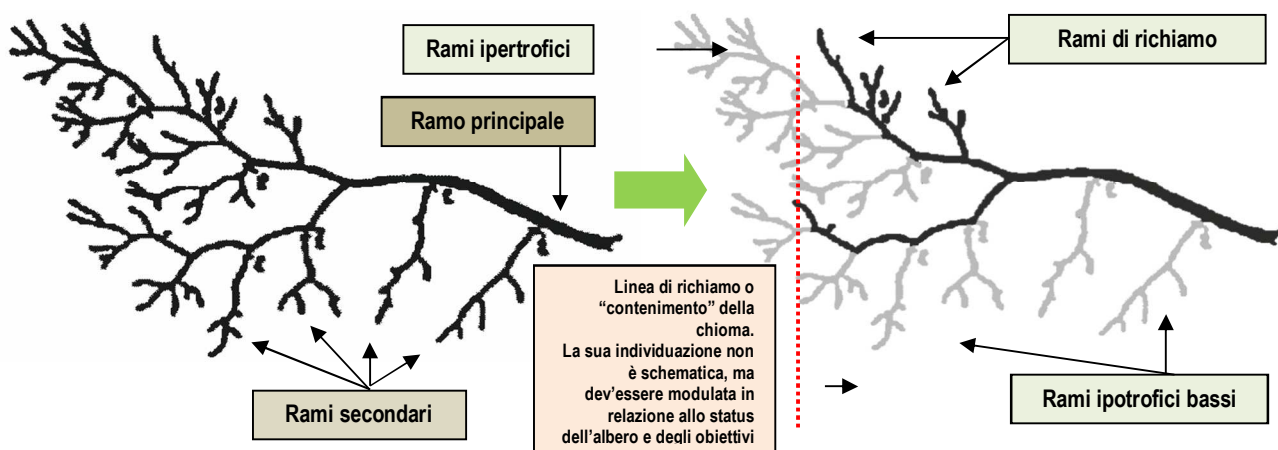 Rami ipertrofici
Rami di richiamo
Ramo principale
Linea di richiamo o
“contenimento” della
chioma.
La sua individuazione non
è schematica, ma
dev’essere modulata in
relazione allo status
dell’albero e degli obiettivi
Rami secondari
Rami ipotrofici bassi